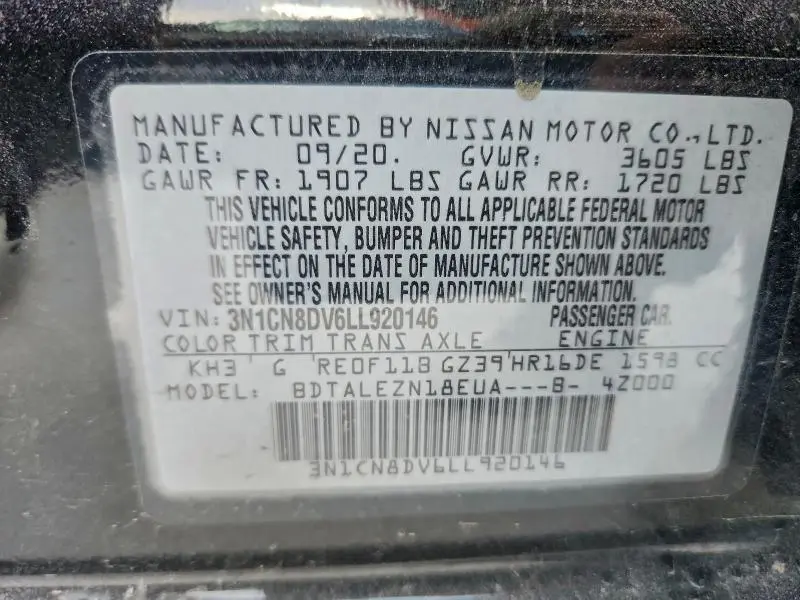 MANUFACTURED BY NISSAN MOTOR CO., LTD.
DATE: 09/20. GVWR: 3605 LBS
GAWR FR: 1907 LBS GAWR RR: 1720 LBS
THIS VEHICLE CONFORMS TO ALL APPLICABLE FEDERAL MOTOR
VEHICLE SAFETY, BUMPER AND THEFT PREVENTION STANDARDS
IN EFFECT ON THE DATE OF MANUFACTURE SHOWN ABOVE.
SEE OWNER'S MANUAL FOR ADDITIONAL INFORMATION.
VIN: 3N1CN8DV6LL920146 PASSENGER CAR.
COLOR TRIM TRANS AXLE ENGINE
KH3 G RE0F11B GZ39 HR16DE 1598 CC
MODEL: BDTALEZN18EUA---B- 4Z000
3N1CN8DV6LL920146